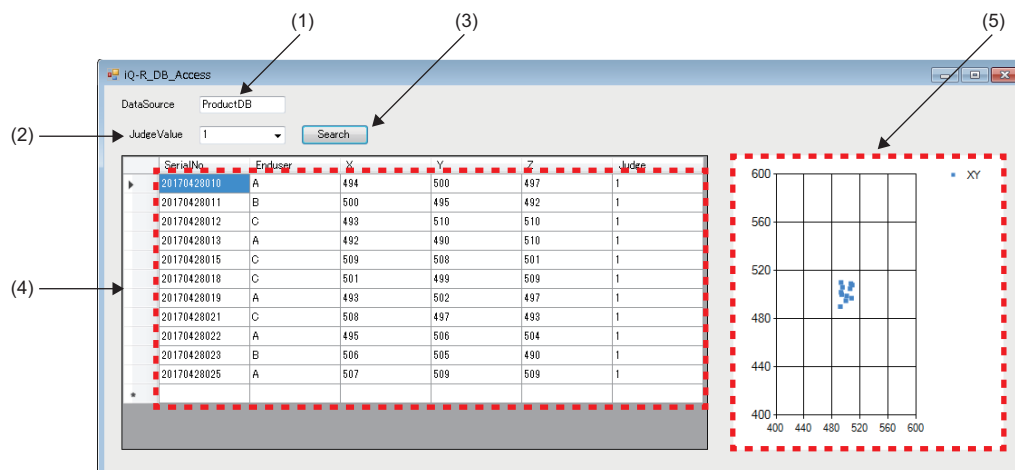 (1) (3) (5)
iQ-R_DB_Access
DataSource ProductDB
(2) JudgeValue 1 Search
SerialNo Enduser X Y Z Judge
20170428010 A 494 500 497 1
20170428011 B 500 495 492 1
20170428012 C 493 510 510 1
20170428013 A 492 490 510 1
20170428015 C 509 508 501 1
20170428018 C 501 499 509 1
(4) 20170428019 A 493 502 497 1
20170428021 C 508 497 493 1
20170428022 A 495 506 504 1
20170428023 B 506 505 490 1
20170428025 A 507 509 509 1
*
XY
600
560
520
480
440
400
400 440 480 520 560 600